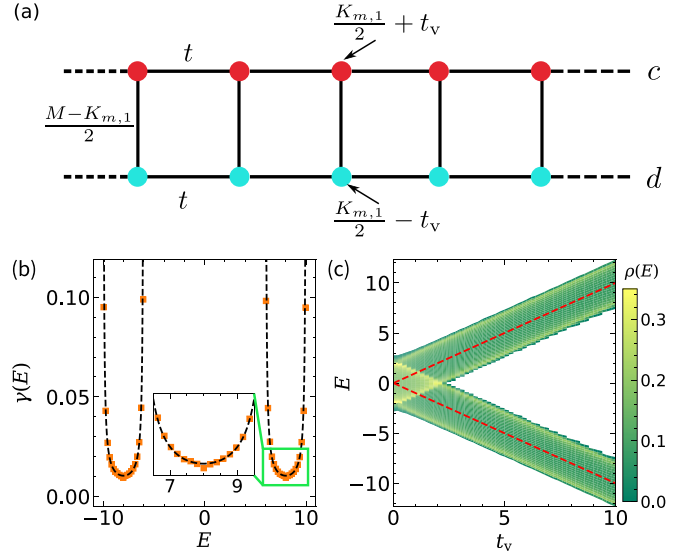 (a)
K_{m,1}/2 + t_v
t
c
M−K_{m,1}/2
t
d
K_{m,1}/2 − t_v
(b)
(c)
γ(E)
0.10
0.05
0.00
7 9
−10 0 10
E
E
10
5
0
−5
−10
0 5 10
t_v
ρ(E)
0.3
0.2
0.1
0.0